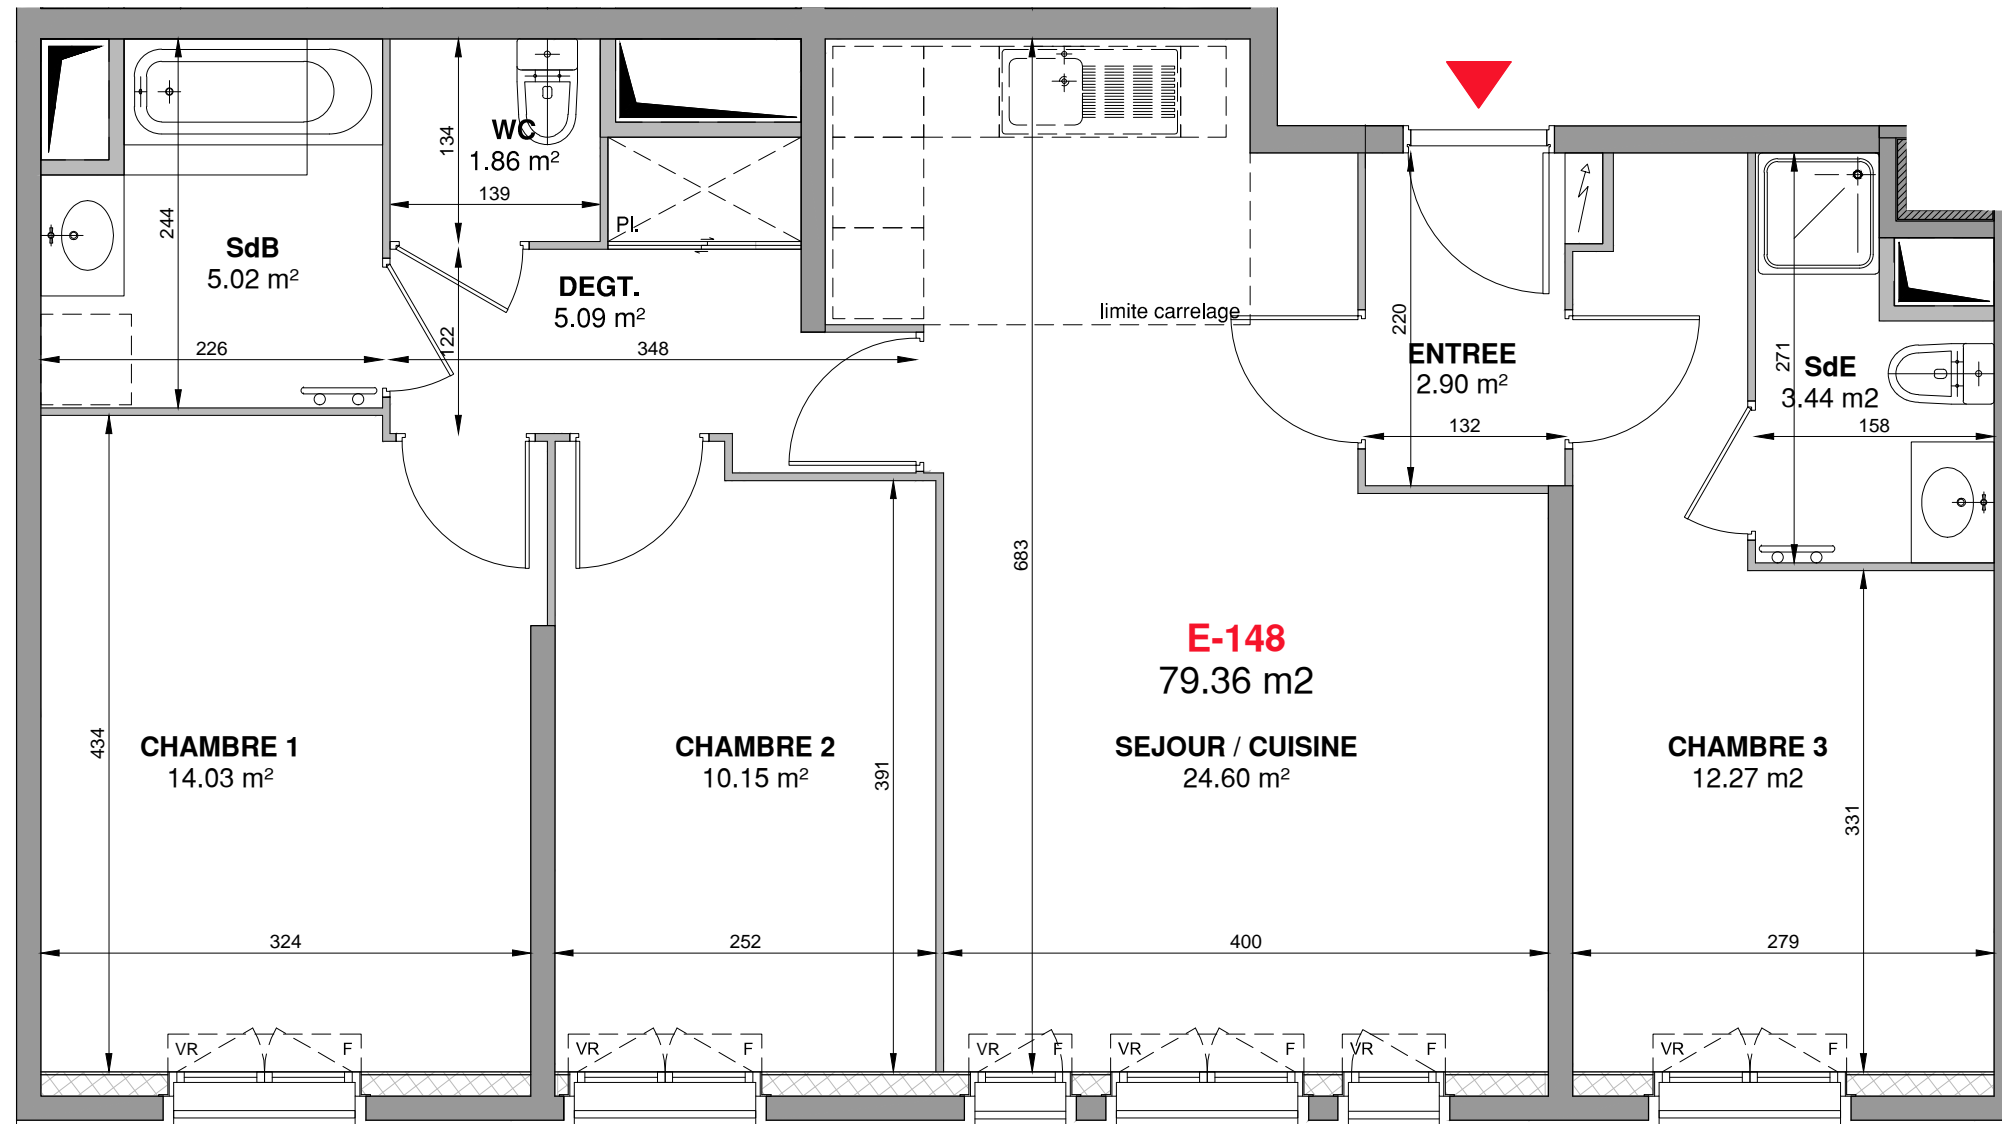 WC
1.86 m²
134
139
244
Pl.
SdB
5.02 m²
DEGT.
5.09 m²
226
122
348
limite carrelage
220
ENTREE
2.90 m²
132
271
SdE
3.44 m2
158
683
E-148
79.36 m2
434
CHAMBRE 1
14.03 m²
CHAMBRE 2
10.15 m²
391
SEJOUR / CUISINE
24.60 m²
CHAMBRE 3
12.27 m2
331
324
252
400
279
VR F
VR F
VR F
VR F
VR F
VR F